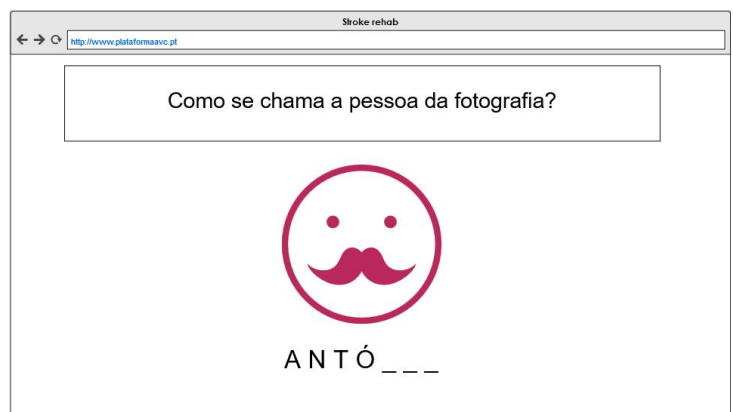 Stroke rehab
http://www.plataformaavc.pt
Como se chama a pessoa da fotografia?
A N T Ó _ _ _